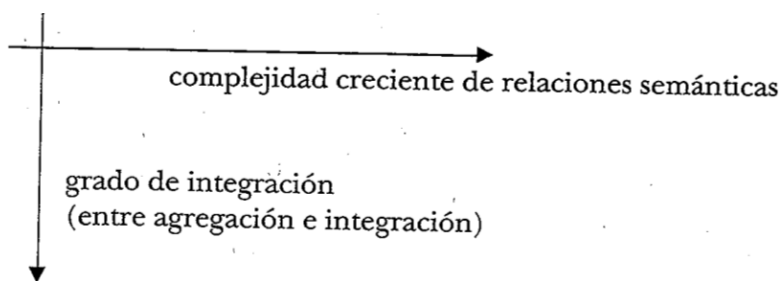 complejidad creciente de relaciones semánticas
grado de integración
(entre agregación e integración)